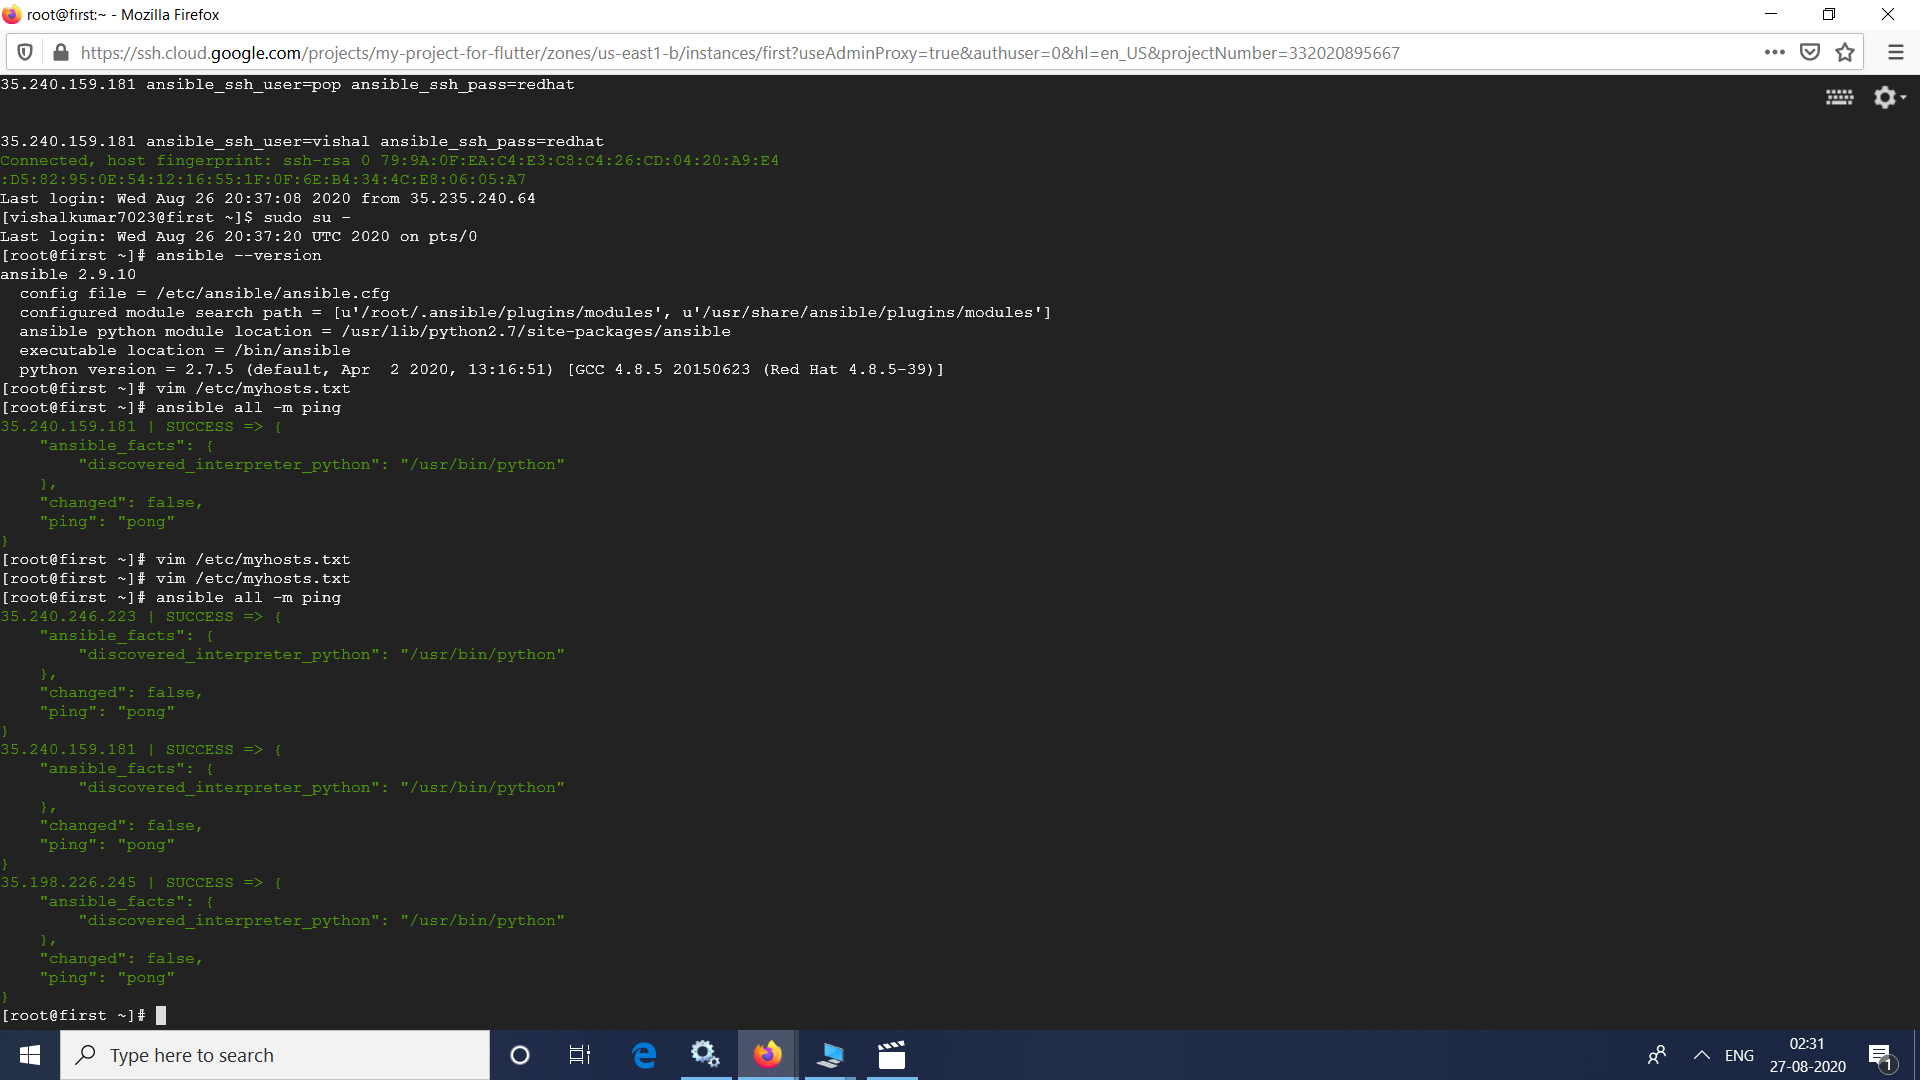 root@first:~ - Mozilla Firefox
https://ssh.cloud.google.com/projects/my-project-for-flutter/zones/us-east1-b/instances/first?useAdminProxy=true&authuser=0&hl=en_US&projectNumber=332020895667
35.240.159.181 ansible_ssh_user=pop ansible_ssh_pass=redhat
35.240.159.181 ansible_ssh_user=vishal ansible_ssh_pass=redhat
Connected, host fingerprint: ssh-rsa 0 79:9A:0F:EA:C4:E3:C8:C4:26:CD:04:20:A9:E4
:D5:82:95:0E:54:12:16:55:1F:0F:6E:B4:34:4C:E8:06:05:A7
Last login: Wed Aug 26 20:37:08 2020 from 35.235.240.64
[vishalkumar7023@first ~]$ sudo su -
Last login: Wed Aug 26 20:37:20 UTC 2020 on pts/0
[root@first ~]# ansible --version
ansible 2.9.10
  config file = /etc/ansible/ansible.cfg
  configured module search path = [u'/root/.ansible/plugins/modules', u'/usr/share/ansible/plugins/modules']
  ansible python module location = /usr/lib/python2.7/site-packages/ansible
  executable location = /bin/ansible
  python version = 2.7.5 (default, Apr  2 2020, 13:16:51) [GCC 4.8.5 20150623 (Red Hat 4.8.5-39)]
[root@first ~]# vim /etc/myhosts.txt
[root@first ~]# ansible all -m ping
35.240.159.181 | SUCCESS => {
    "ansible_facts": {
        "discovered_interpreter_python": "/usr/bin/python"
    },
    "changed": false,
    "ping": "pong"
}
[root@first ~]# vim /etc/myhosts.txt
[root@first ~]# vim /etc/myhosts.txt
[root@first ~]# ansible all -m ping
35.240.246.223 | SUCCESS => {
    "ansible_facts": {
        "discovered_interpreter_python": "/usr/bin/python"
    },
    "changed": false,
    "ping": "pong"
}
35.240.159.181 | SUCCESS => {
    "ansible_facts": {
        "discovered_interpreter_python": "/usr/bin/python"
    },
    "changed": false,
    "ping": "pong"
}
35.198.226.245 | SUCCESS => {
    "ansible_facts": {
        "discovered_interpreter_python": "/usr/bin/python"
    },
    "changed": false,
    "ping": "pong"
}
[root@first ~]#
Type here to search
ENG
02:31
27-08-2020
1